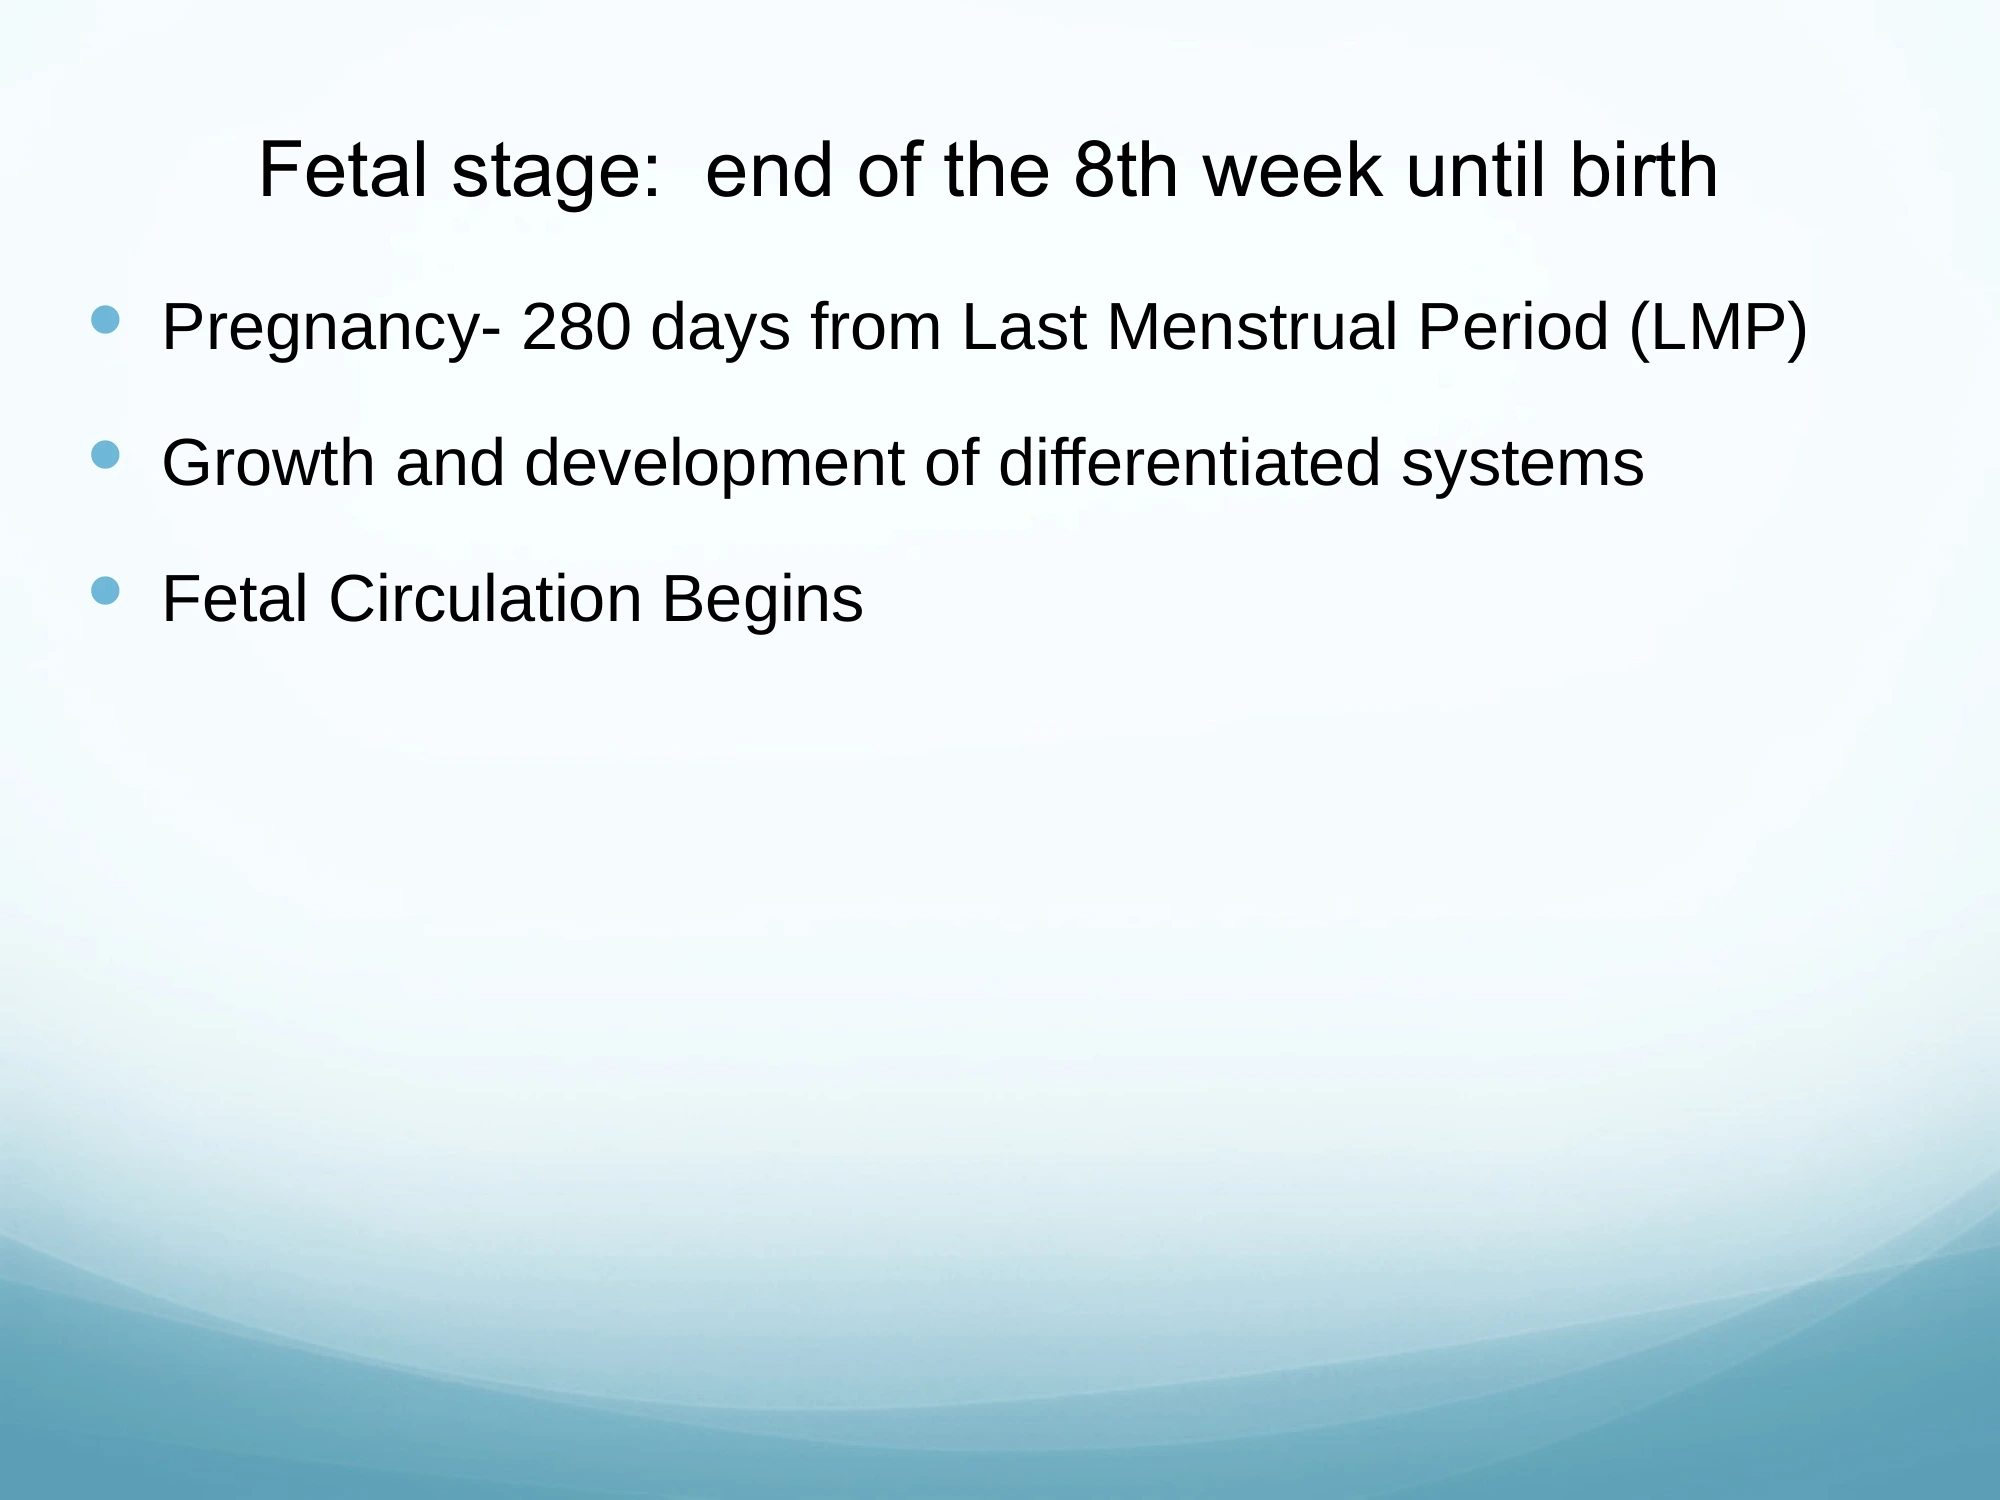 Fetal stage:  end of the 8th week until birth
• Pregnancy- 280 days from Last Menstrual Period (LMP)
• Growth and development of differentiated systems
• Fetal Circulation Begins